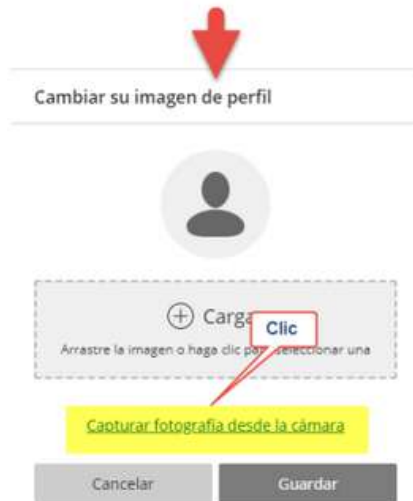 Cambiar su imagen de perfil
Carga
Clic
Arrastre la imagen o haga clic para seleccionar una
Capturar fotografía desde la cámara
Cancelar
Guardar